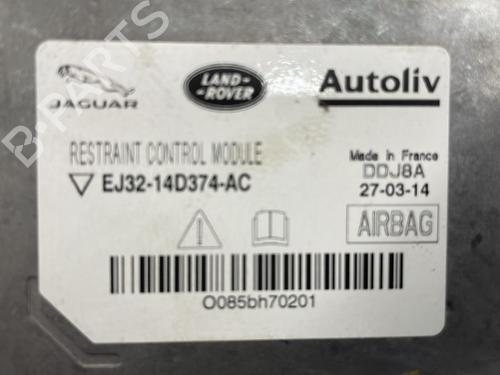 JAGUAR
LAND-
-ROVER
Autoliv
RESTRAINT CONTROL MODULE
EJ32-14D374-AC
Made in France
DDJ8A
27-03-14
AIRBAG
O085bh70201
B-PARTS